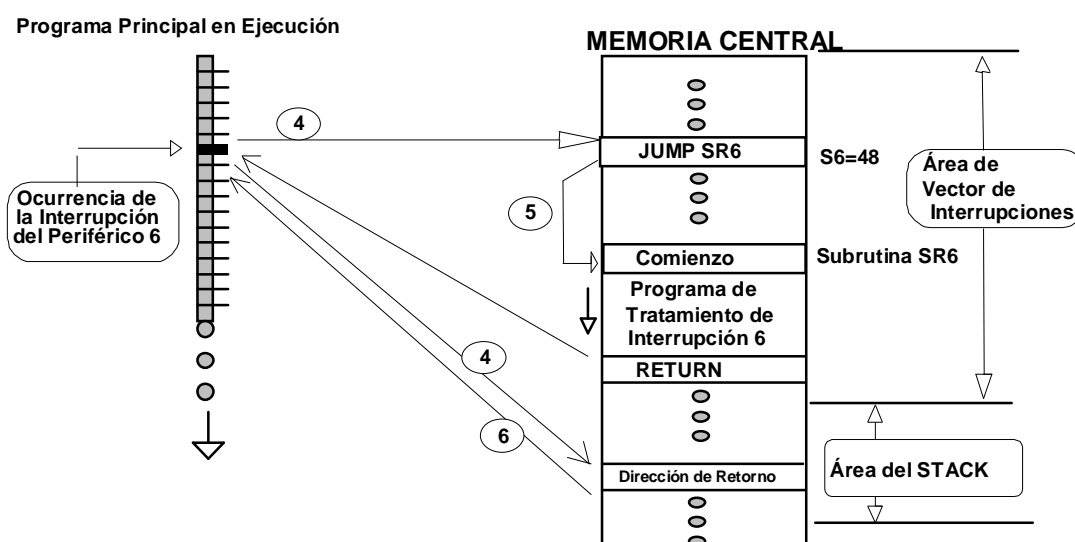 Programa Principal en Ejecución
MEMORIA CENTRAL
4
JUMP SR6
S6=48
Área de
Vector de
Interrupciones
Ocurrencia de
la Interrupción
del Periférico 6
5
Comienzo
Subrutina SR6
Programa de
Tratamiento de
Interrupción 6
4
RETURN
6
Dirección de Retorno
Área del STACK